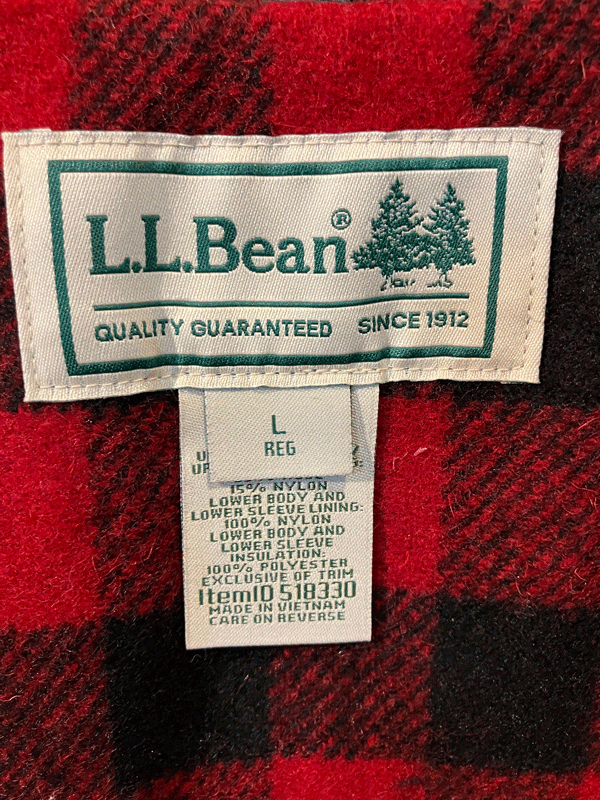 L.L.Bean®
QUALITY GUARANTEED SINCE 1912
L
REG
15% NYLON
LOWER BODY AND
LOWER SLEEVE LINING:
100% NYLON
LOWER BODY AND
LOWER SLEEVE
INSULATION:
100% POLYESTER
EXCLUSIVE OF TRIM
ItemID 518330
MADE IN VIETNAM
CARE ON REVERSE